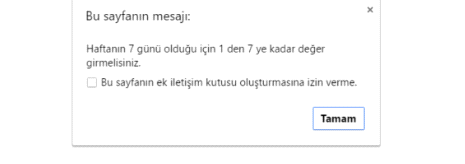 Bu sayfanın mesajı:
Haftanın 7 günü olduğu için 1 den 7 ye kadar değer
girmelisiniz.
Bu sayfanın ek iletişim kutusu oluşturmasına izin verme.
Tamam